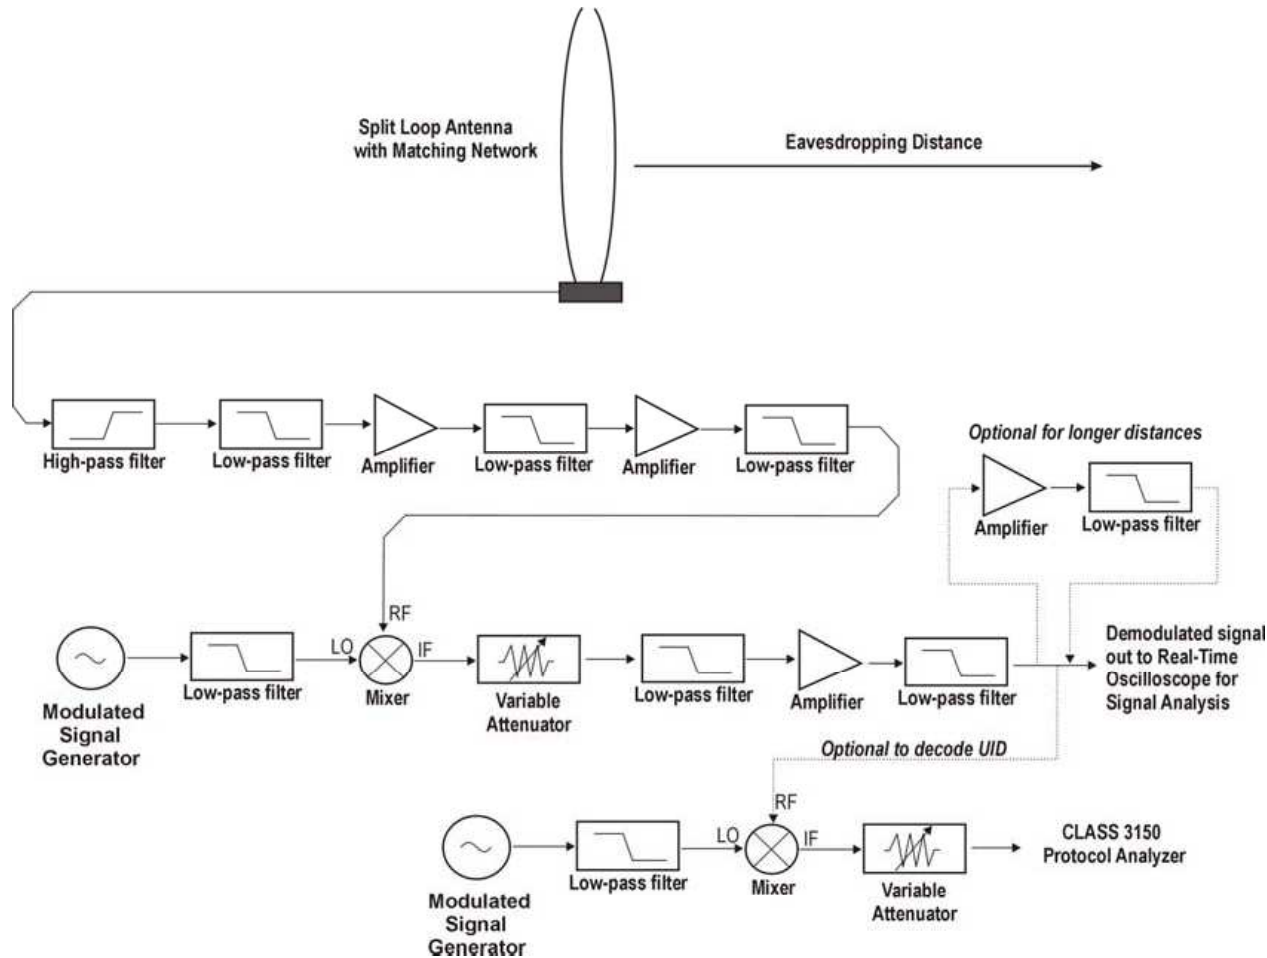 Split Loop Antenna
with Matching Network
Eavesdropping Distance
High-pass filter
Low-pass filter
Amplifier
Low-pass filter
Amplifier
Low-pass filter
Optional for longer distances
Amplifier
Low-pass filter
RF
LO
IF
Modulated
Signal
Generator
Low-pass filter
Mixer
Variable
Attenuator
Low-pass filter
Amplifier
Low-pass filter
Demodulated signal
out to Real-Time
Oscilloscope for
Signal Analysis
Optional to decode UID
RF
LO
IF
Modulated
Signal
Generator
Low-pass filter
Mixer
Variable
Attenuator
CLASS 3150
Protocol Analyzer